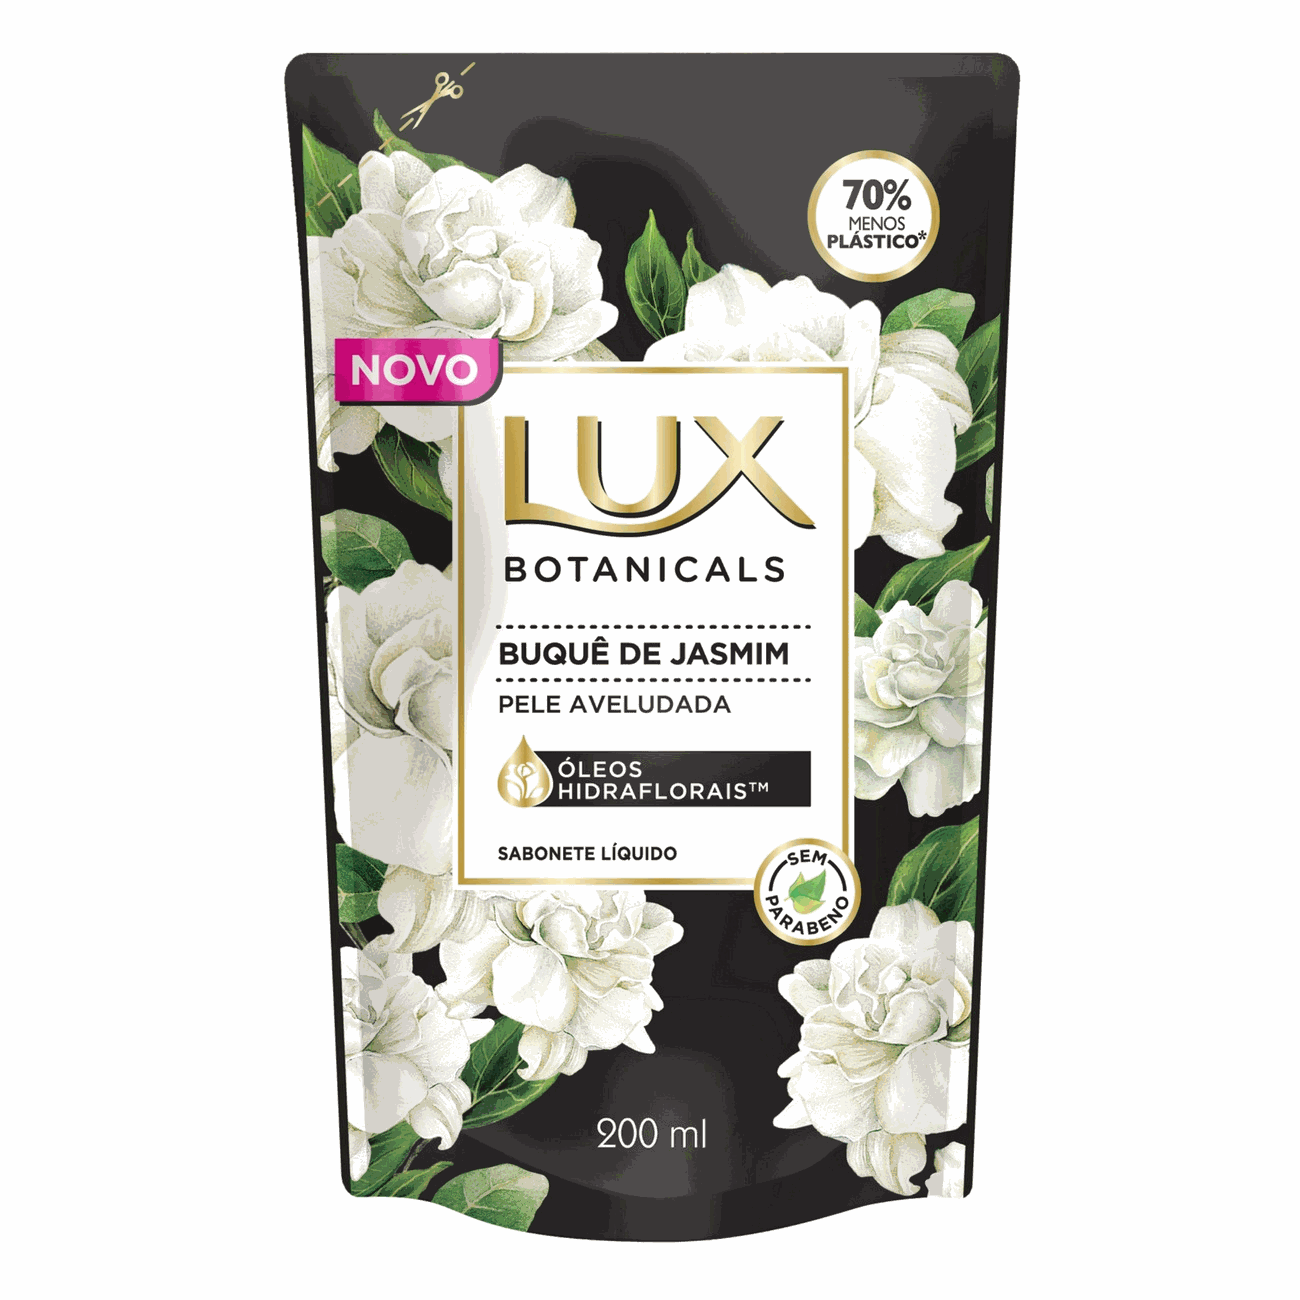 70%
MENOS
PLÁSTICO*
NOVO
LUX
BOTANICALS
BUQUÊ DE JASMIM
PELE AVELUDADA
ÓLEOS
HIDRAFLORAIS™
SABONETE LÍQUIDO
SEM
PARABENO
200 ml